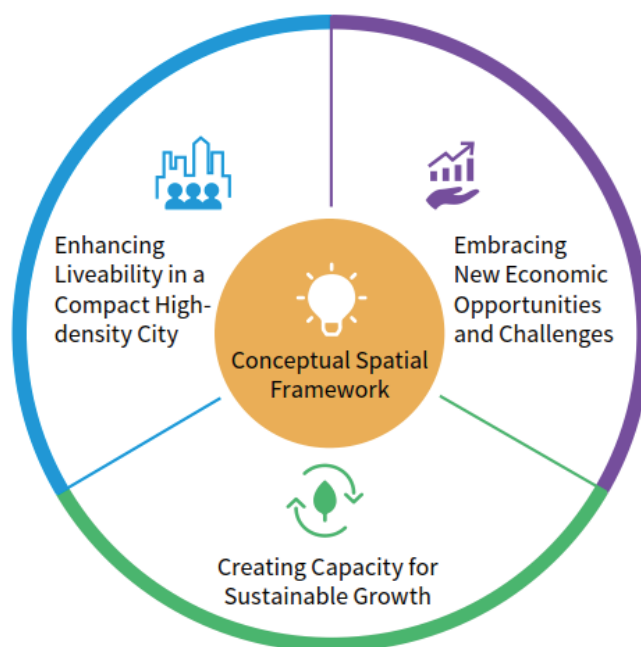 Enhancing
Liveability in a
Compact High-
density City
Embracing
New Economic
Opportunities
and Challenges
Conceptual Spatial
Framework
Creating Capacity for
Sustainable Growth